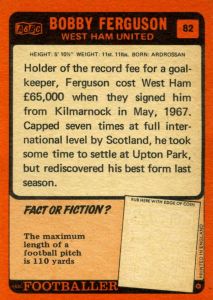 A&BC
BOBBY FERGUSON
82
WEST HAM UNITED
HEIGHT: 5' 10½" WEIGHT: 11st. 11lbs. BORN: ARDROSSAN
Holder of the record fee for a goal-
keeper, Ferguson cost West Ham
£65,000 when they signed him
from Kilmarnock in May, 1967.
Capped seven times at full inter-
national level by Scotland, he took
some time to settle at Upton Park,
but rediscovered his best form last
season.
FACT OR FICTION?
The maximum
length of a
football pitch
is 110 yards
RUB HERE WITH EDGE OF COIN
PRINTED IN ENGLAND
FOOTBALLER